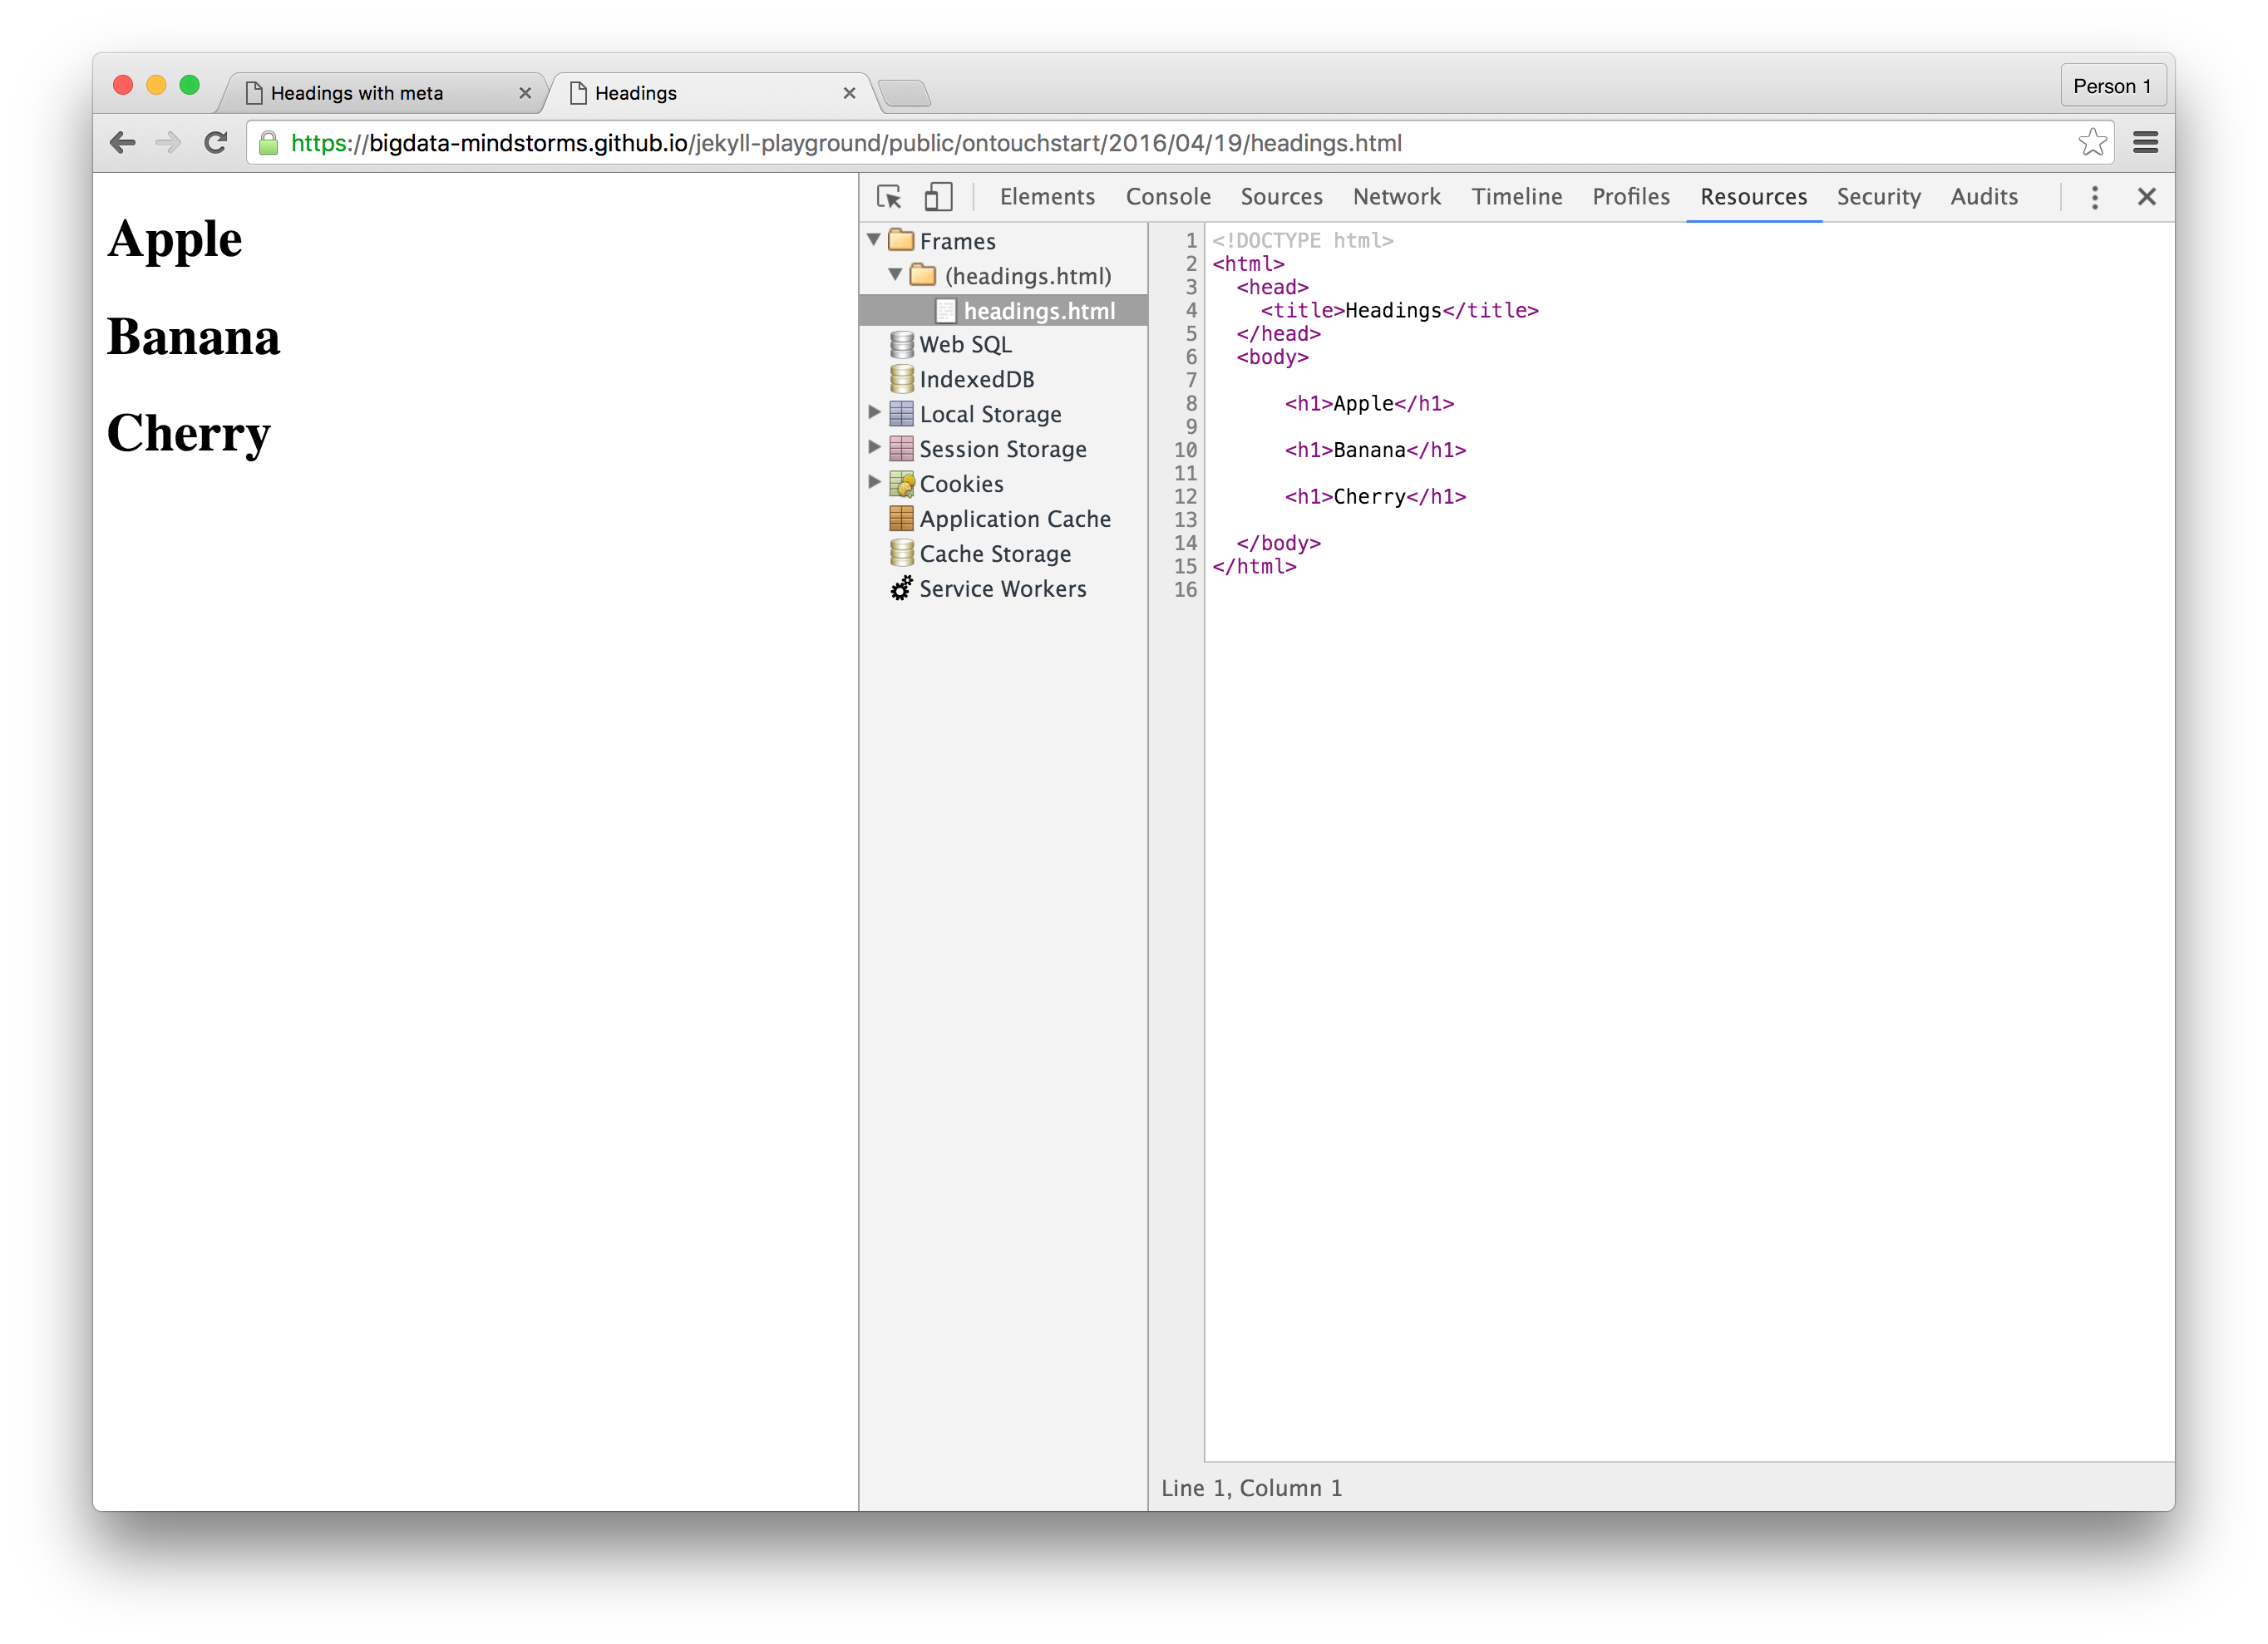 Headings with meta
Headings
Person 1
https://bigdata-mindstorms.github.io/jekyll-playground/public/ontouchstart/2016/04/19/headings.html
Apple
Banana
Cherry
Elements Console Sources Network Timeline Profiles Resources Security Audits
Frames
(headings.html)
headings.html
Web SQL
IndexedDB
Local Storage
Session Storage
Cookies
Application Cache
Cache Storage
Service Workers
1 <!DOCTYPE html>
2 <html>
3   <head>
4     <title>Headings</title>
5   </head>
6   <body>
7
8       <h1>Apple</h1>
9
10       <h1>Banana</h1>
11
12       <h1>Cherry</h1>
13
14   </body>
15 </html>
16
Line 1, Column 1